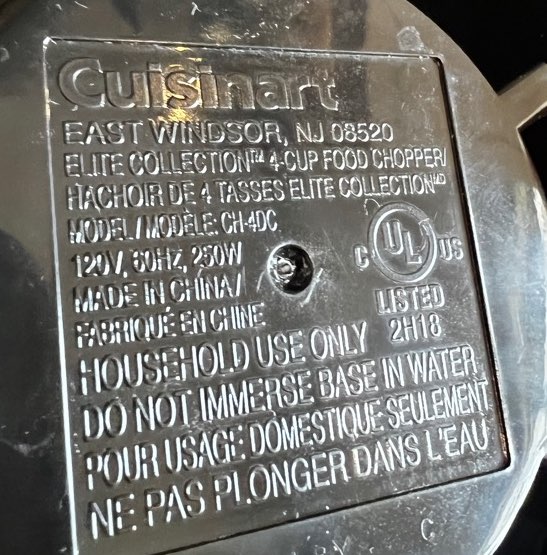 Cuisinart
EAST WINDSOR, NJ 08520
ELITE COLLECTION™ 4-CUP FOOD CHOPPER/
HACHOIR DE 4 TASSES ELITE COLLECTIONᴹᴰ
MODEL/MODÈLE: CH-4DC
120V, 60HZ, 250W
MADE IN CHINA/
FABRIQUÉ EN CHINE
C UL US
LISTED
2H18
HOUSEHOLD USE ONLY
DO NOT IMMERSE BASE IN WATER
POUR USAGE DOMESTIQUE SEULEMENT
NE PAS PLONGER DANS L'EAU
C